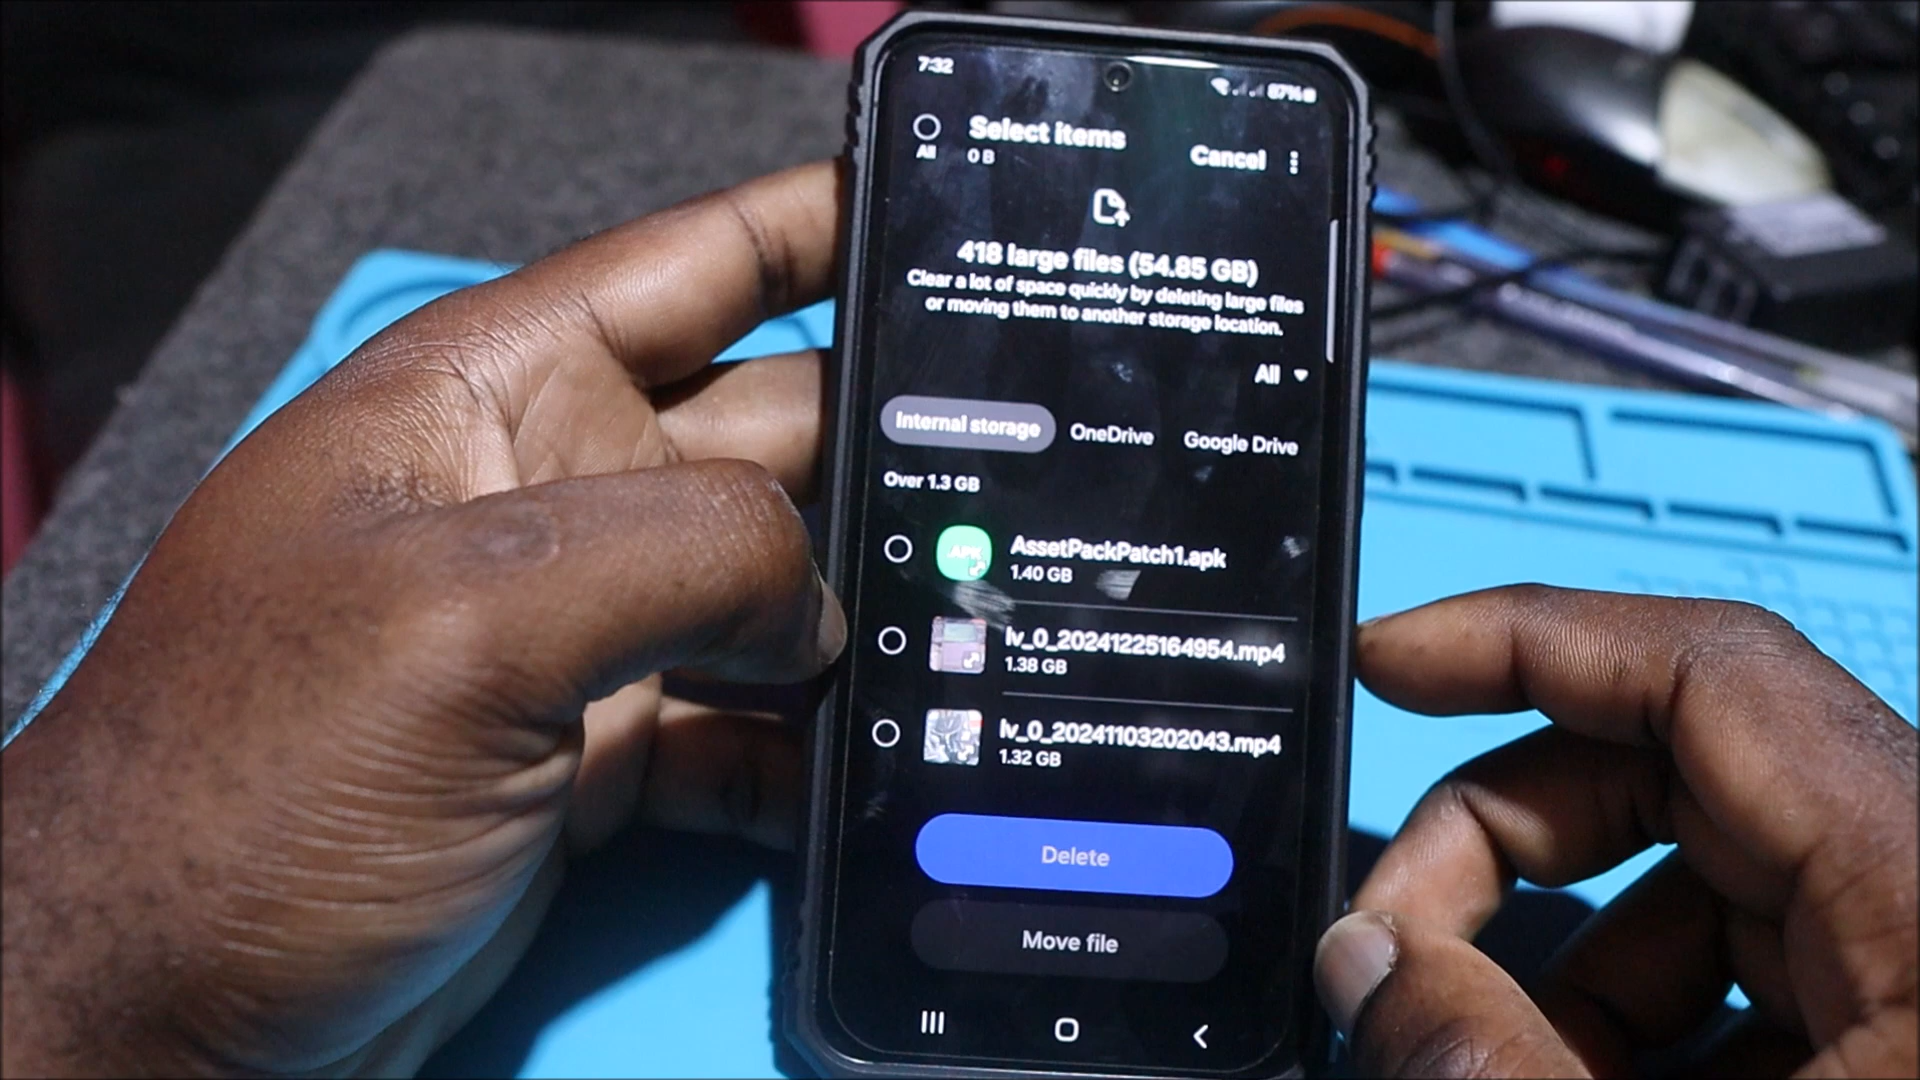 7:32
87%
Select items
All
0 B
Cancel
418 large files (54.85 GB)
Clear a lot of space quickly by deleting large files
or moving them to another storage location.
All
Internal storage
OneDrive
Google Drive
Over 1.3 GB
.APK
AssetPackPatch1.apk
1.40 GB
lv_0_20241225164954.mp4
1.38 GB
lv_0_20241103202043.mp4
1.32 GB
Delete
Move file